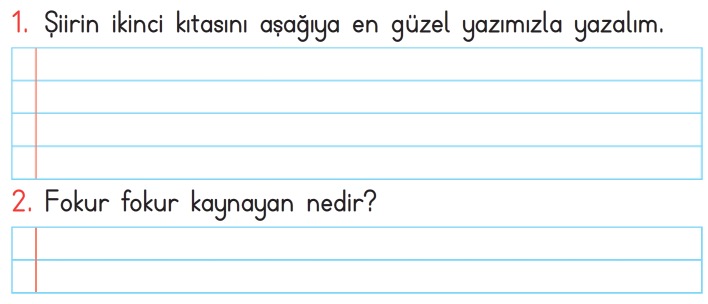 1. Şiirin ikinci kıtasını aşağıya en güzel yazımızla yazalım.
2. Fokur fokur kaynayan nedir?